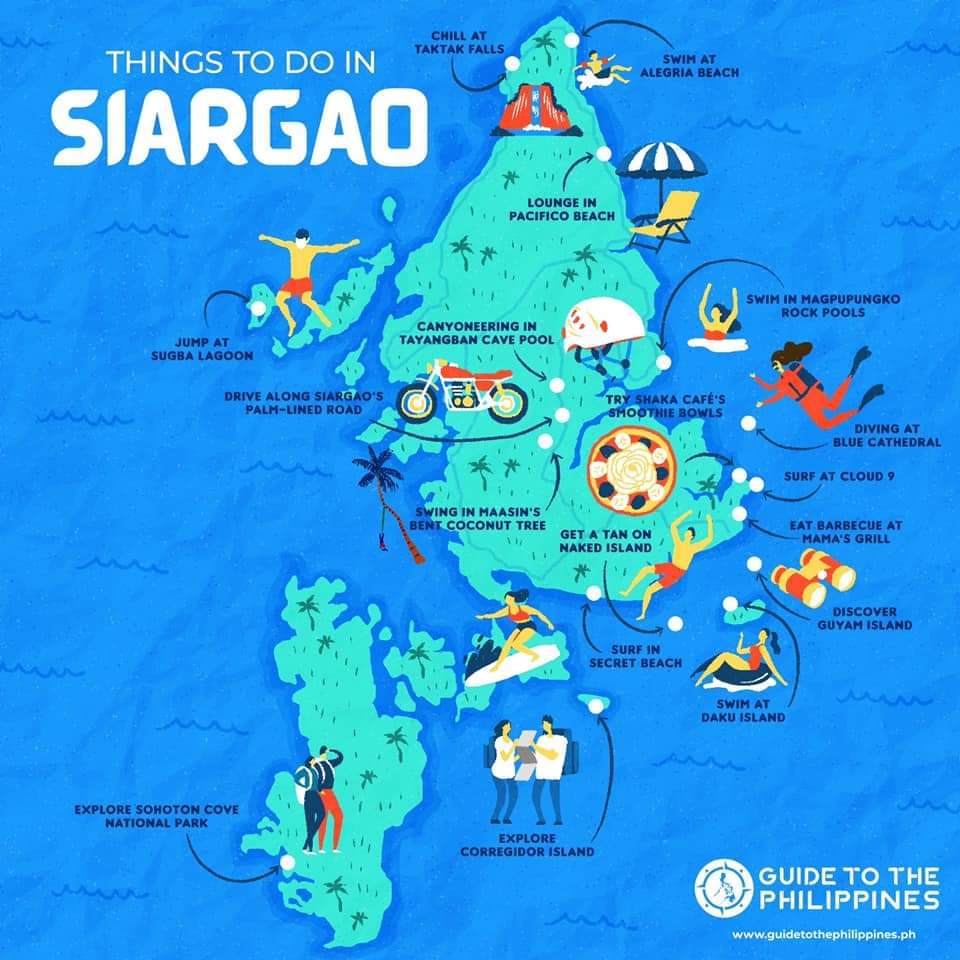 THINGS TO DO IN
SIARGAO
CHILL AT
TAKTAK FALLS
SWIM AT
ALEGRIA BEACH
LOUNGE IN
PACIFICO BEACH
JUMP AT
SUGBA LAGOON
SWIM IN MAGPUPUNGKO
ROCK POOLS
CANYONEERING IN
TAYANGBAN CAVE POOL
DRIVE ALONG SIARGAO'S
PALM-LINED ROAD
TRY SHAKA CAFÉ'S
SMOOTHIE BOWLS
DIVING AT
BLUE CATHEDRAL
SURF AT CLOUD 9
SWING IN MAASIN'S
BENT COCONUT TREE
GET A TAN ON
NAKED ISLAND
EAT BARBECUE AT
MAMA'S GRILL
DISCOVER
GUYAM ISLAND
SURF IN
SECRET BEACH
SWIM AT
DAKU ISLAND
EXPLORE SOHOTON COVE
NATIONAL PARK
EXPLORE
CORREGIDOR ISLAND
GUIDE TO THE
PHILIPPINES
www.guidetothephilippines.ph